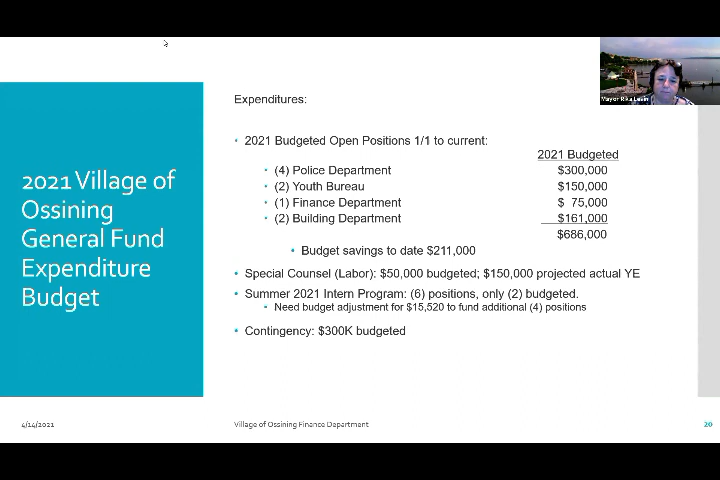 Mayor Rika Levin
2021 Village of
Ossining
General Fund
Expenditure
Budget
Expenditures:
• 2021 Budgeted Open Positions 1/1 to current:
2021 Budgeted
• (4) Police Department $300,000
• (2) Youth Bureau $150,000
• (1) Finance Department $ 75,000
• (2) Building Department $161,000
$686,000
• Budget savings to date $211,000
• Special Counsel (Labor): $50,000 budgeted; $150,000 projected actual YE
• Summer 2021 Intern Program: (6) positions, only (2) budgeted.
• Need budget adjustment for $15,520 to fund additional (4) positions
• Contingency: $300K budgeted
4/14/2021
Village of Ossining Finance Department
20